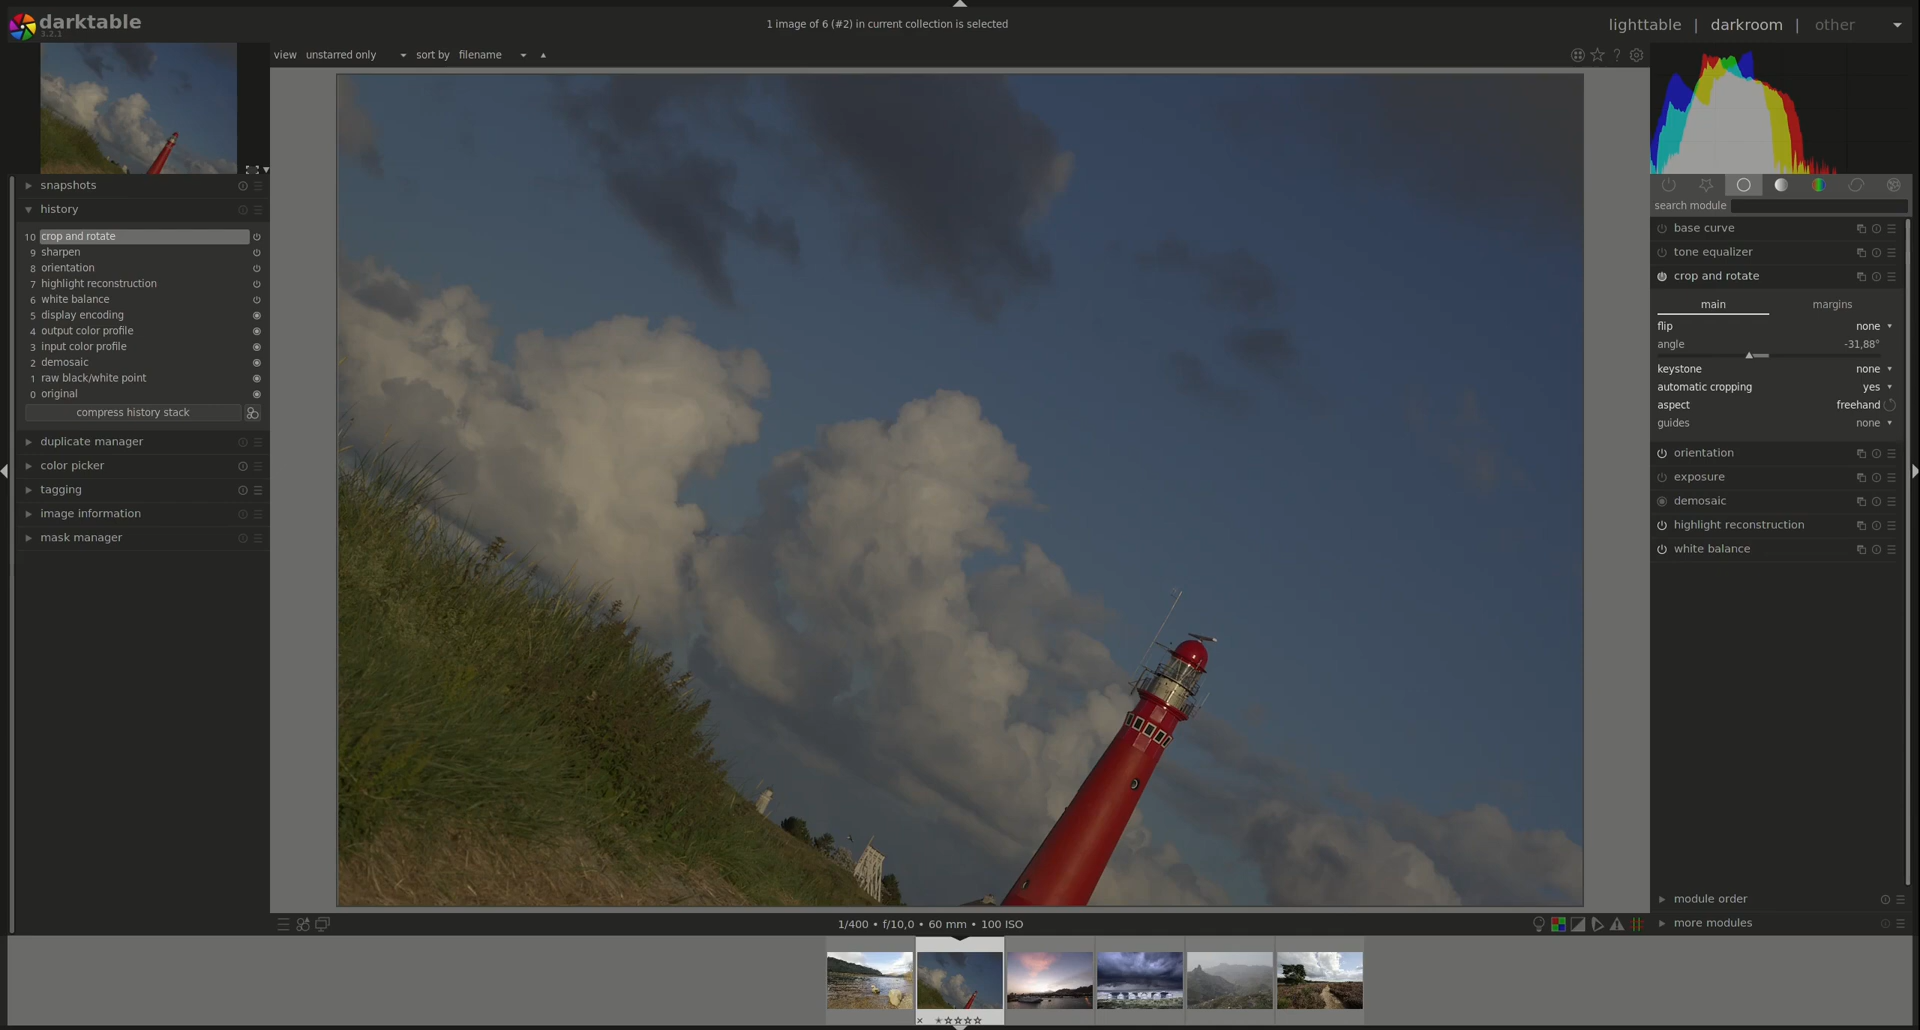 darktable
3.2.1
1 image of 6 (#2) in current collection is selected
lighttable | darkroom | other
view unstarred only sort by filename
snapshots
history
10 crop and rotate
9 sharpen
8 orientation
7 highlight reconstruction
6 white balance
5 display encoding
4 output color profile
3 input color profile
2 demosaic
1 raw black/white point
0 original
compress history stack
duplicate manager
color picker
tagging
image information
mask manager
search module
base curve
tone equalizer
crop and rotate
main margins
flip none
angle -31,88°
keystone none
automatic cropping yes
aspect freehand
guides none
orientation
exposure
demosaic
highlight reconstruction
white balance
module order
more modules
1/400 • f/10,0 • 60 mm • 100 ISO